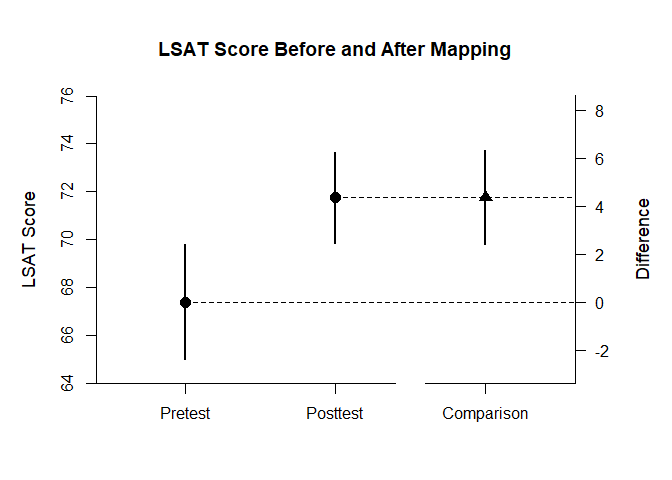 LSAT Score Before and After Mapping
LSAT Score
76
74
72
70
68
66
64
8
6
4
2
0
-2
Difference
Pretest
Posttest
Comparison